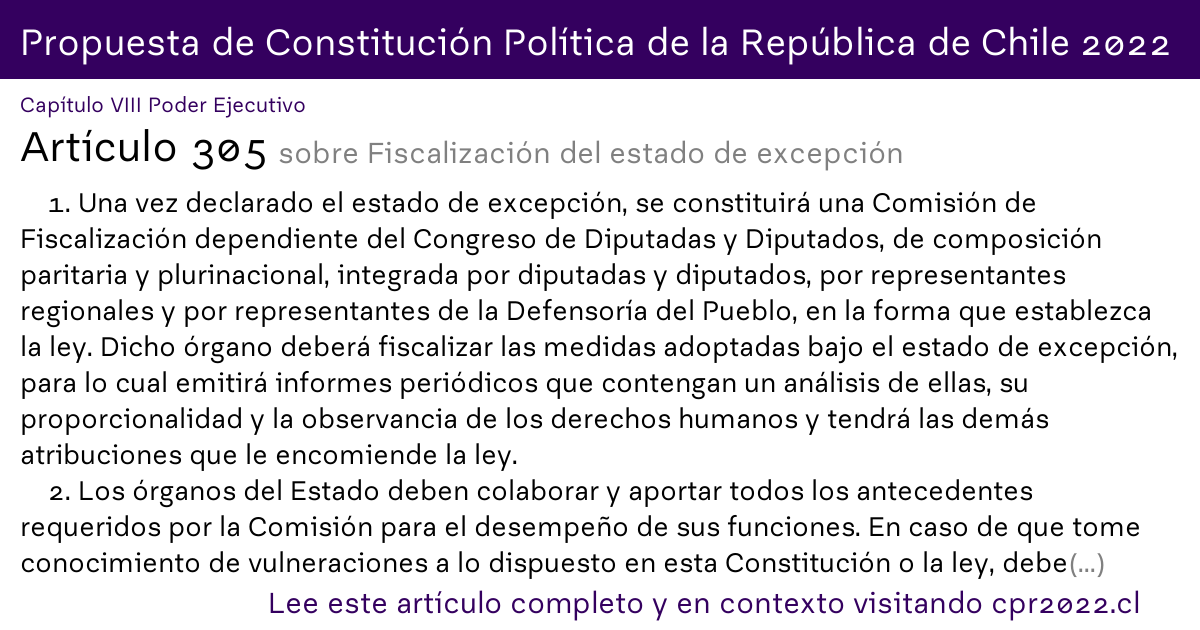 Propuesta de Constitución Política de la República de Chile 2022
Capítulo VIII Poder Ejecutivo
Artículo 305 sobre Fiscalización del estado de excepción
1. Una vez declarado el estado de excepción, se constituirá una Comisión de
Fiscalización dependiente del Congreso de Diputadas y Diputados, de composición
paritaria y plurinacional, integrada por diputadas y diputados, por representantes
regionales y por representantes de la Defensoría del Pueblo, en la forma que establezca
la ley. Dicho órgano deberá fiscalizar las medidas adoptadas bajo el estado de excepción,
para lo cual emitirá informes periódicos que contengan un análisis de ellas, su
proporcionalidad y la observancia de los derechos humanos y tendrá las demás
atribuciones que le encomiende la ley.
2. Los órganos del Estado deben colaborar y aportar todos los antecedentes
requeridos por la Comisión para el desempeño de sus funciones. En caso de que tome
conocimiento de vulneraciones a lo dispuesto en esta Constitución o la ley, debe(...)
Lee este artículo completo y en contexto visitando cpr2022.cl